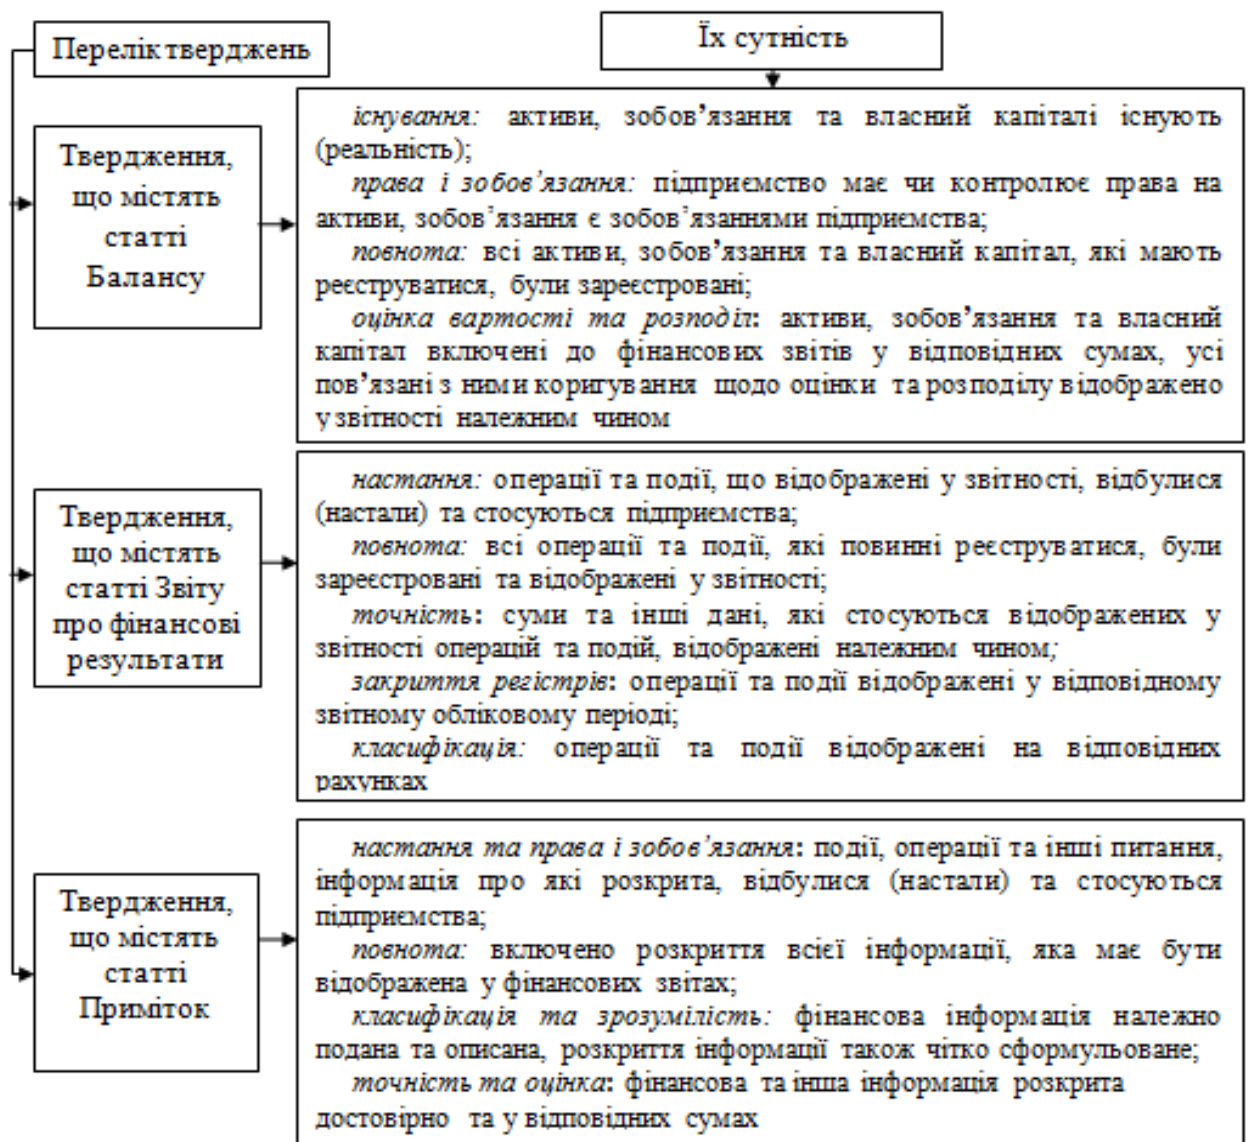 Перелік тверджень
Їх сутність
Твердження,
що містять
статті
Балансу
існування: активи, зобов’язання та власний капіталі існують
(реальність);
права і зобов’язання: підприємство має чи контролює права на
активи, зобов’язання є зобов’язаннями підприємства;
повнота: всі активи, зобов’язання та власний капітал, які мають
реєструватися, були зареєстровані;
оцінка вартості та розподіл: активи, зобов’язання та власний
капітал включені до фінансових звітів у відповідних сумах, усі
пов’язані з ними коригування щодо оцінки та розподілу відображено
у звітності належним чином
Твердження,
що містять
статті Звіту
про фінансові
результати
настання: операції та події, що відображені у звітності, відбулися
(настали) та стосуються підприємства;
повнота: всі операції та події, які повинні реєструватися, були
зареєстровані та відображені у звітності;
точність: суми та інші дані, які стосуються відображених у
звітності операцій та подій, відображені належним чином;
закриття регістрів: операції та події відображені у відповідному
звітному обліковому періоді;
класифікація: операції та події відображені на відповідних
рахунках
Твердження,
що містять
статті
Приміток
настання та права і зобов’язання: події, операції та інші питання,
інформація про які розкрита, відбулися (настали) та стосуються
підприємства;
повнота: включено розкриття всієї інформації, яка має бути
відображена у фінансових звітах;
класифікація та зрозумілість: фінансова інформація належно
подана та описана, розкриття інформації також чітко сформульоване;
точність та оцінка: фінансова та інша інформація розкрита
достовірно та у відповідних сумах